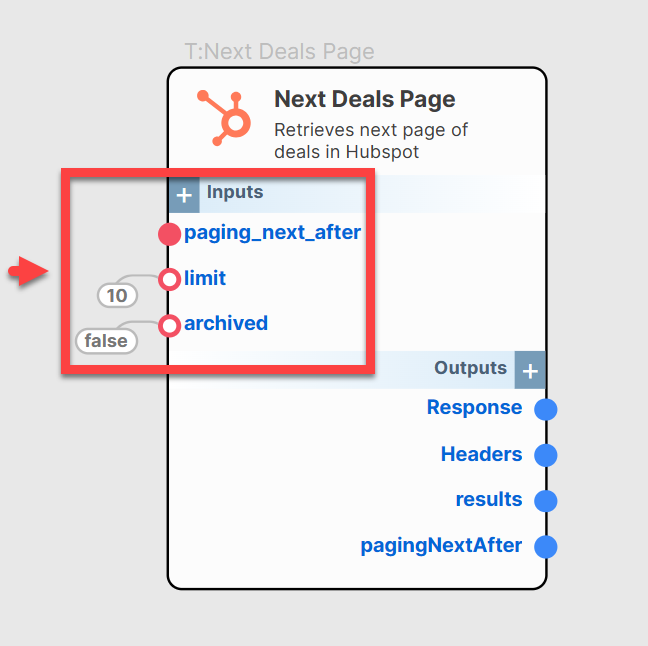 T:Next Deals Page
Next Deals Page
Retrieves next page of
deals in Hubspot
+ Inputs
paging_next_after
limit
10
archived
false
Outputs +
Response
Headers
results
pagingNextAfter